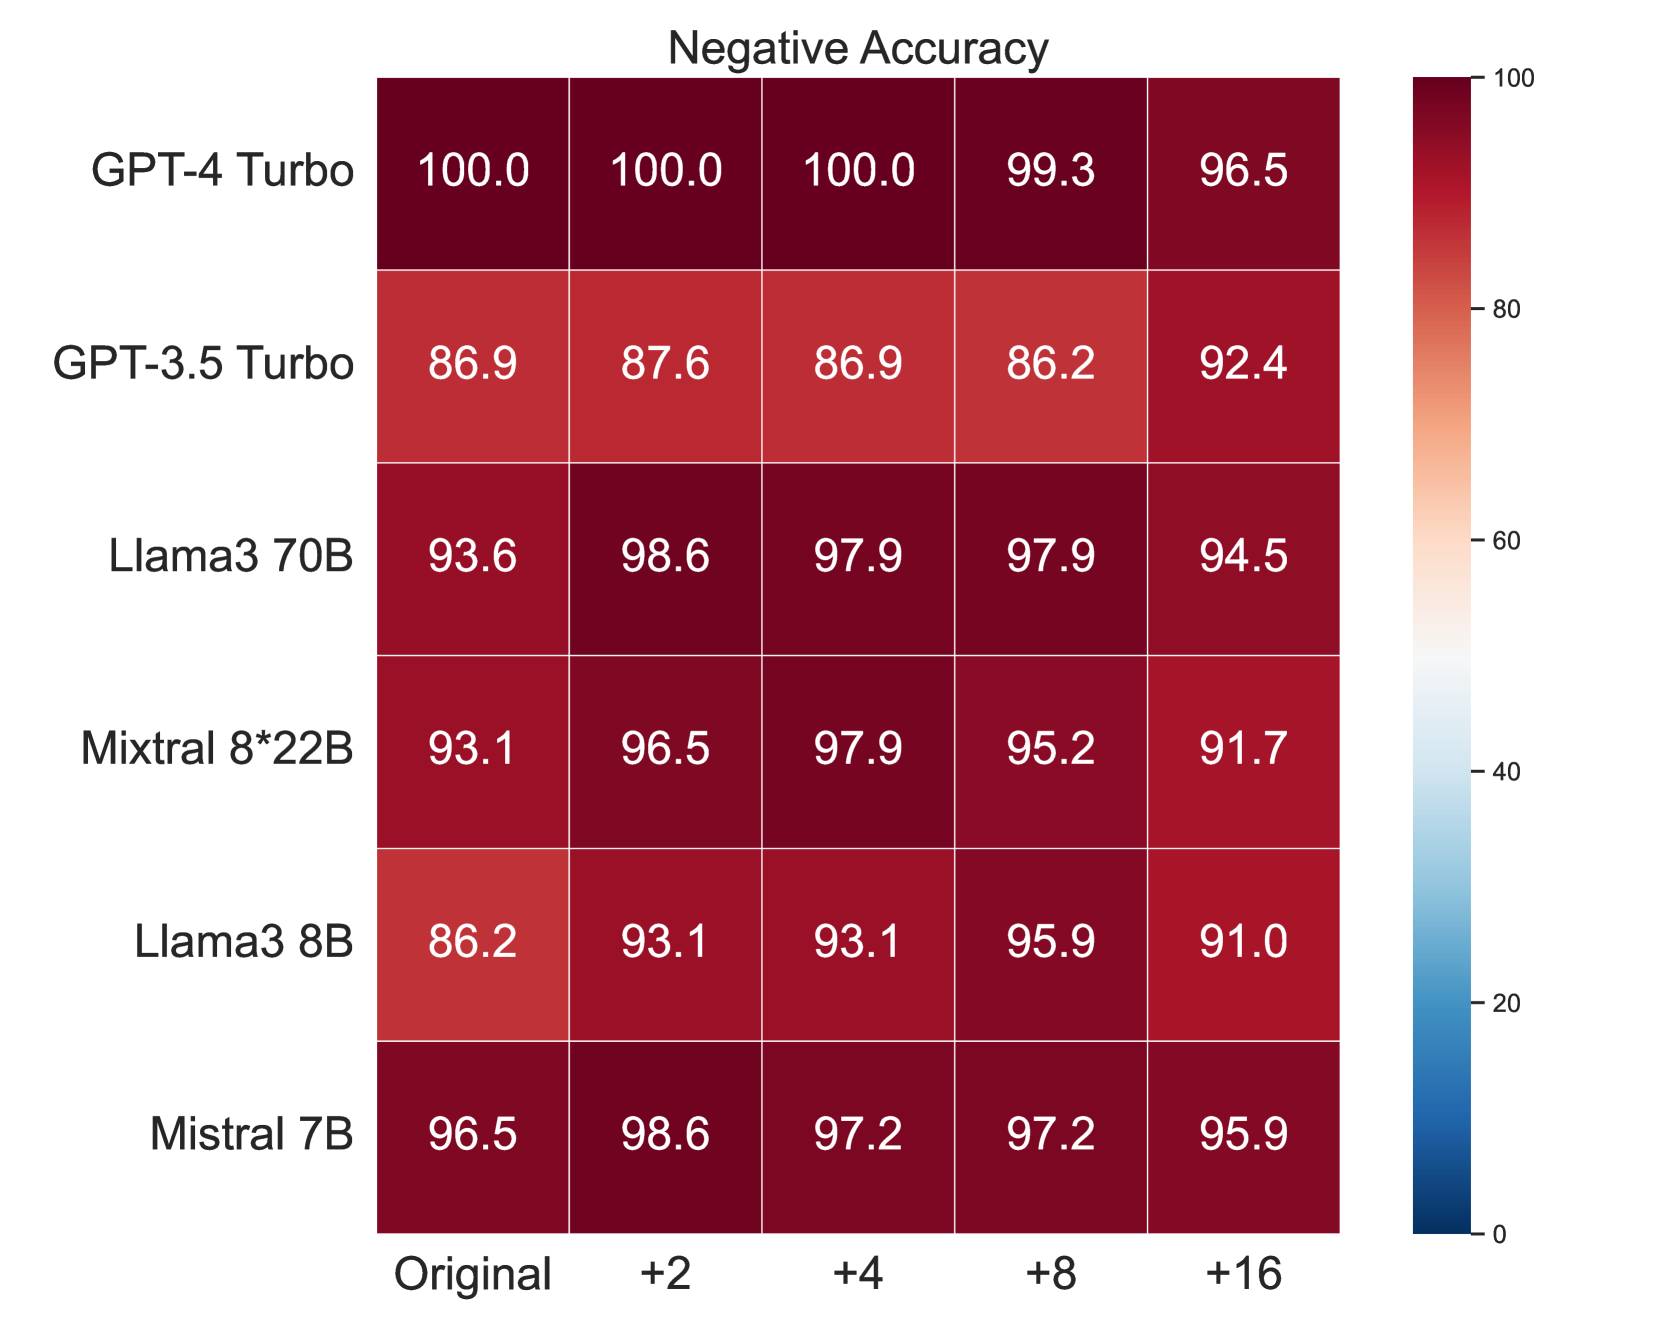 Negative Accuracy
GPT-4 Turbo 100.0 100.0 100.0 99.3 96.5
GPT-3.5 Turbo 86.9 87.6 86.9 86.2 92.4
Llama3 70B 93.6 98.6 97.9 97.9 94.5
Mixtral 8*22B 93.1 96.5 97.9 95.2 91.7
Llama3 8B 86.2 93.1 93.1 95.9 91.0
Mistral 7B 96.5 98.6 97.2 97.2 95.9
Original +2 +4 +8 +16
100
80
60
40
20
0